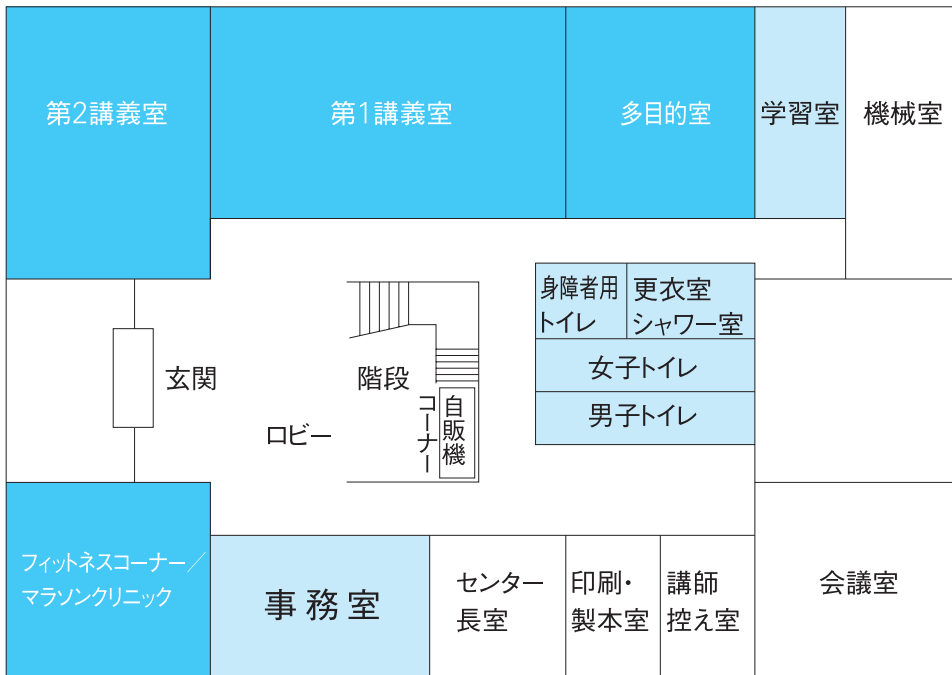 第2講義室
第1講義室
多目的室
学習室
機械室
身障者用
トイレ
更衣室
シャワー室
女子トイレ
男子トイレ
玄関
階段
ロビー
自販機
コーナー
フィットネスコーナー／
マラソンクリニック
事務室
センター
長室
印刷・
製本室
講師
控え室
会議室